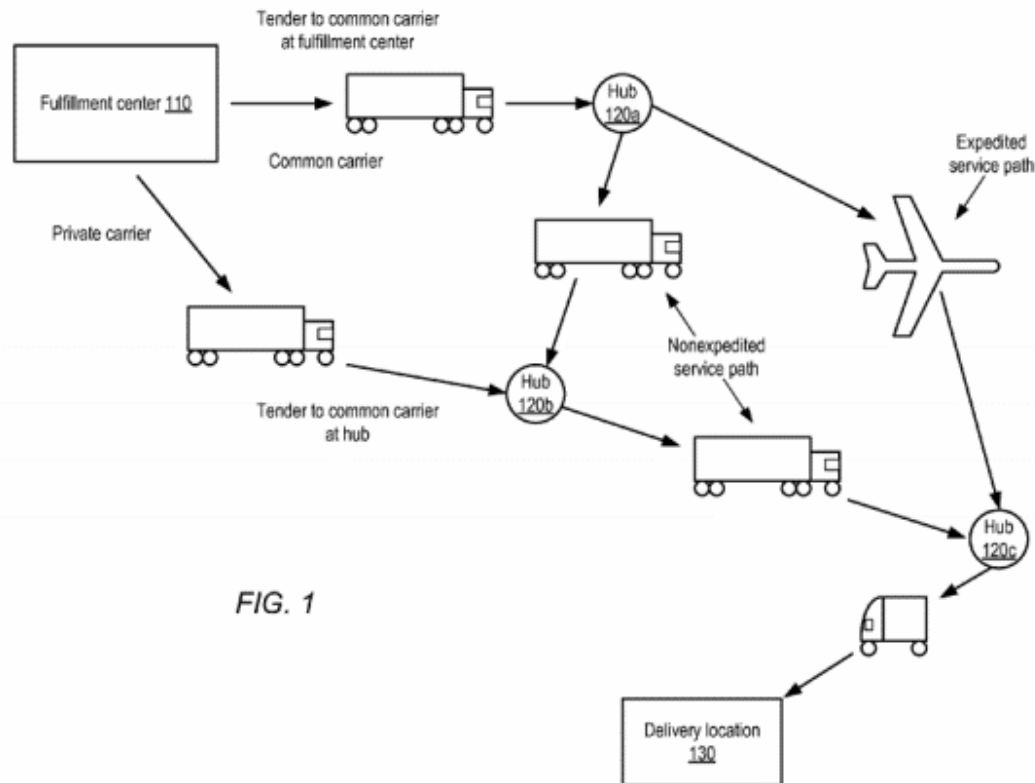 Tender to common carrier
at fulfillment center
Fulfillment center 110
Hub
120a
Common carrier
Expedited
service path
Private carrier
Nonexpedited
service path
Hub
120b
Tender to common carrier
at hub
Hub
120c
FIG. 1
Delivery location
130